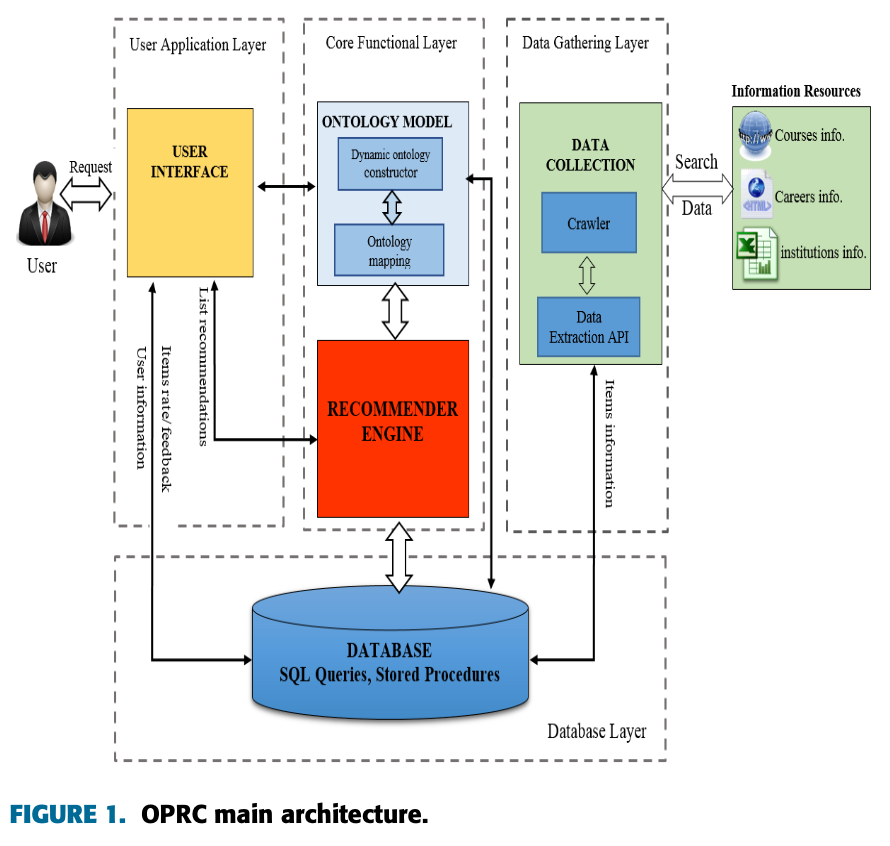 User Application Layer
Core Functional Layer
Data Gathering Layer
Information Resources
USER
INTERFACE
ONTOLOGY MODEL
Dynamic ontology
constructor
Ontology
mapping
DATA
COLLECTION
Crawler
Data
Extraction API
Courses info.
Careers info.
<HTML>
institutions info.
Request
User
Search
Data
List recommendations
Items rate/ feedback
User information
RECOMMENDER
ENGINE
Items information
DATABASE
SQL Queries, Stored Procedures
Database Layer
FIGURE 1. OPRC main architecture.